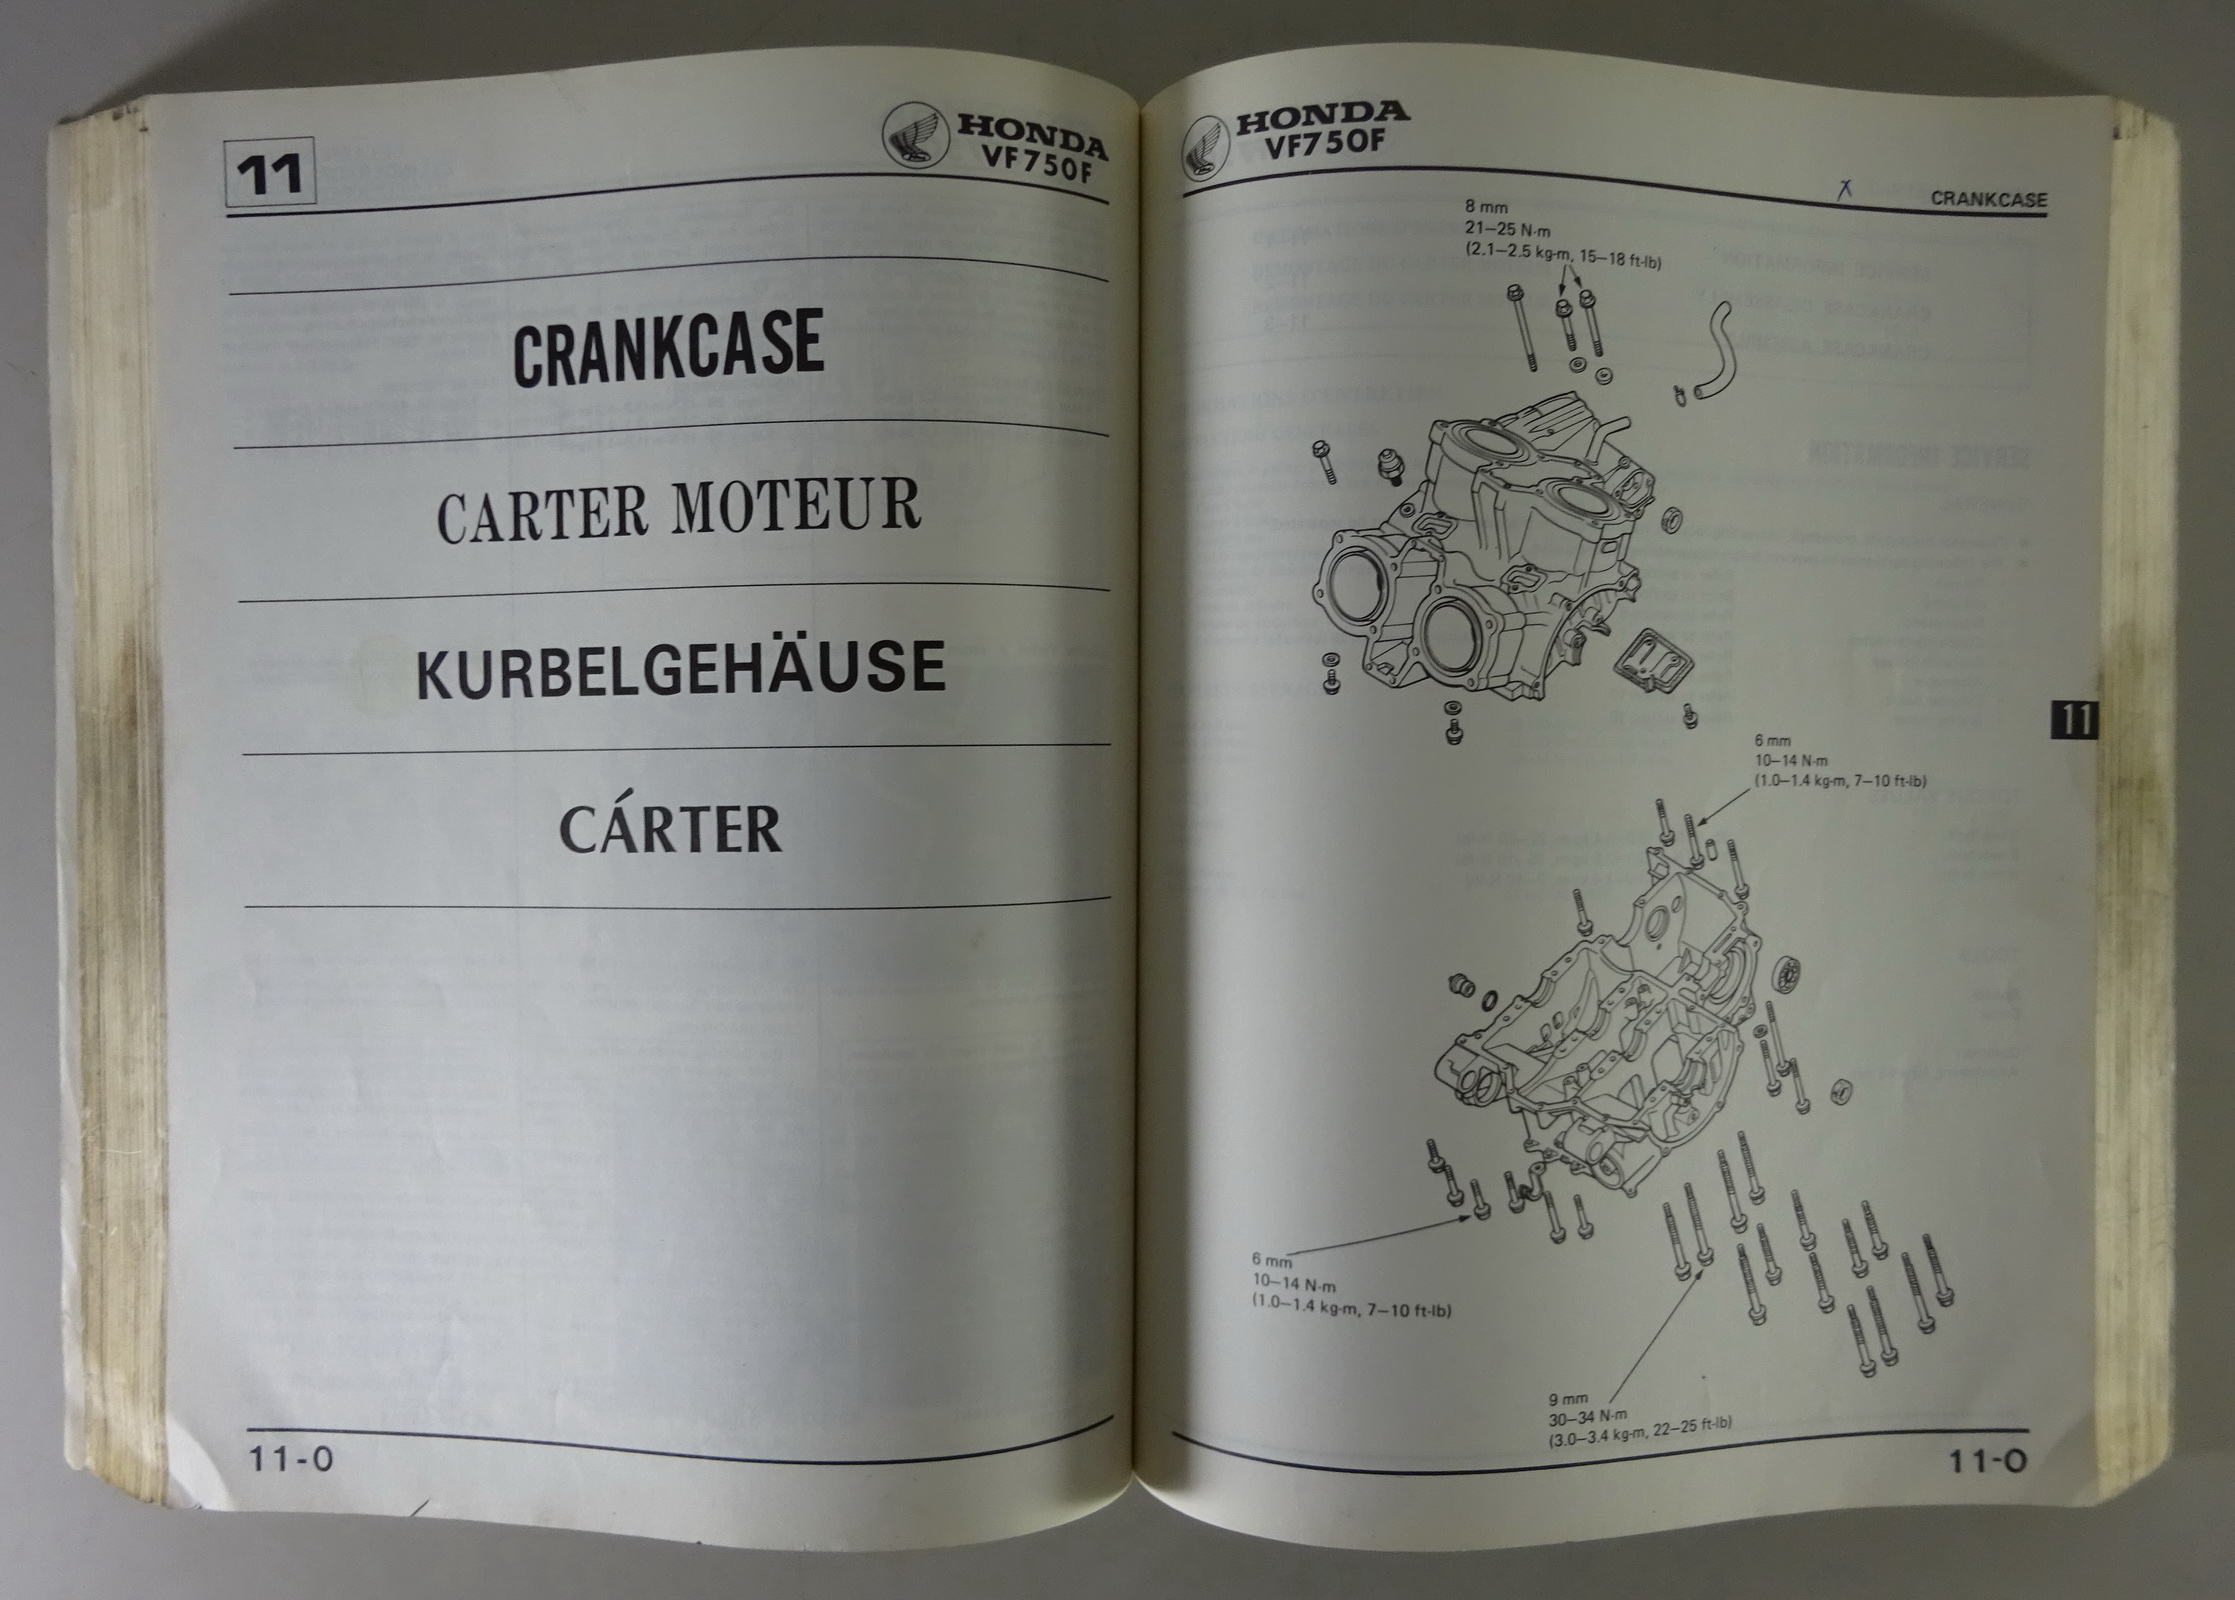 11
HONDA
VF750F
CRANKCASE
CARTER MOTEUR
KURBELGEHÄUSE
CÁRTER
11-0
HONDA
VF750F
CRANKCASE
8 mm
21–25 N·m
(2.1–2.5 kg-m, 15–18 ft-lb)
11
6 mm
10–14 N·m
(1.0–1.4 kg-m, 7–10 ft-lb)
6 mm
10–14 N·m
(1.0–1.4 kg-m, 7–10 ft-lb)
9 mm
30–34 N·m
(3.0–3.4 kg-m, 22–25 ft-lb)
11-0